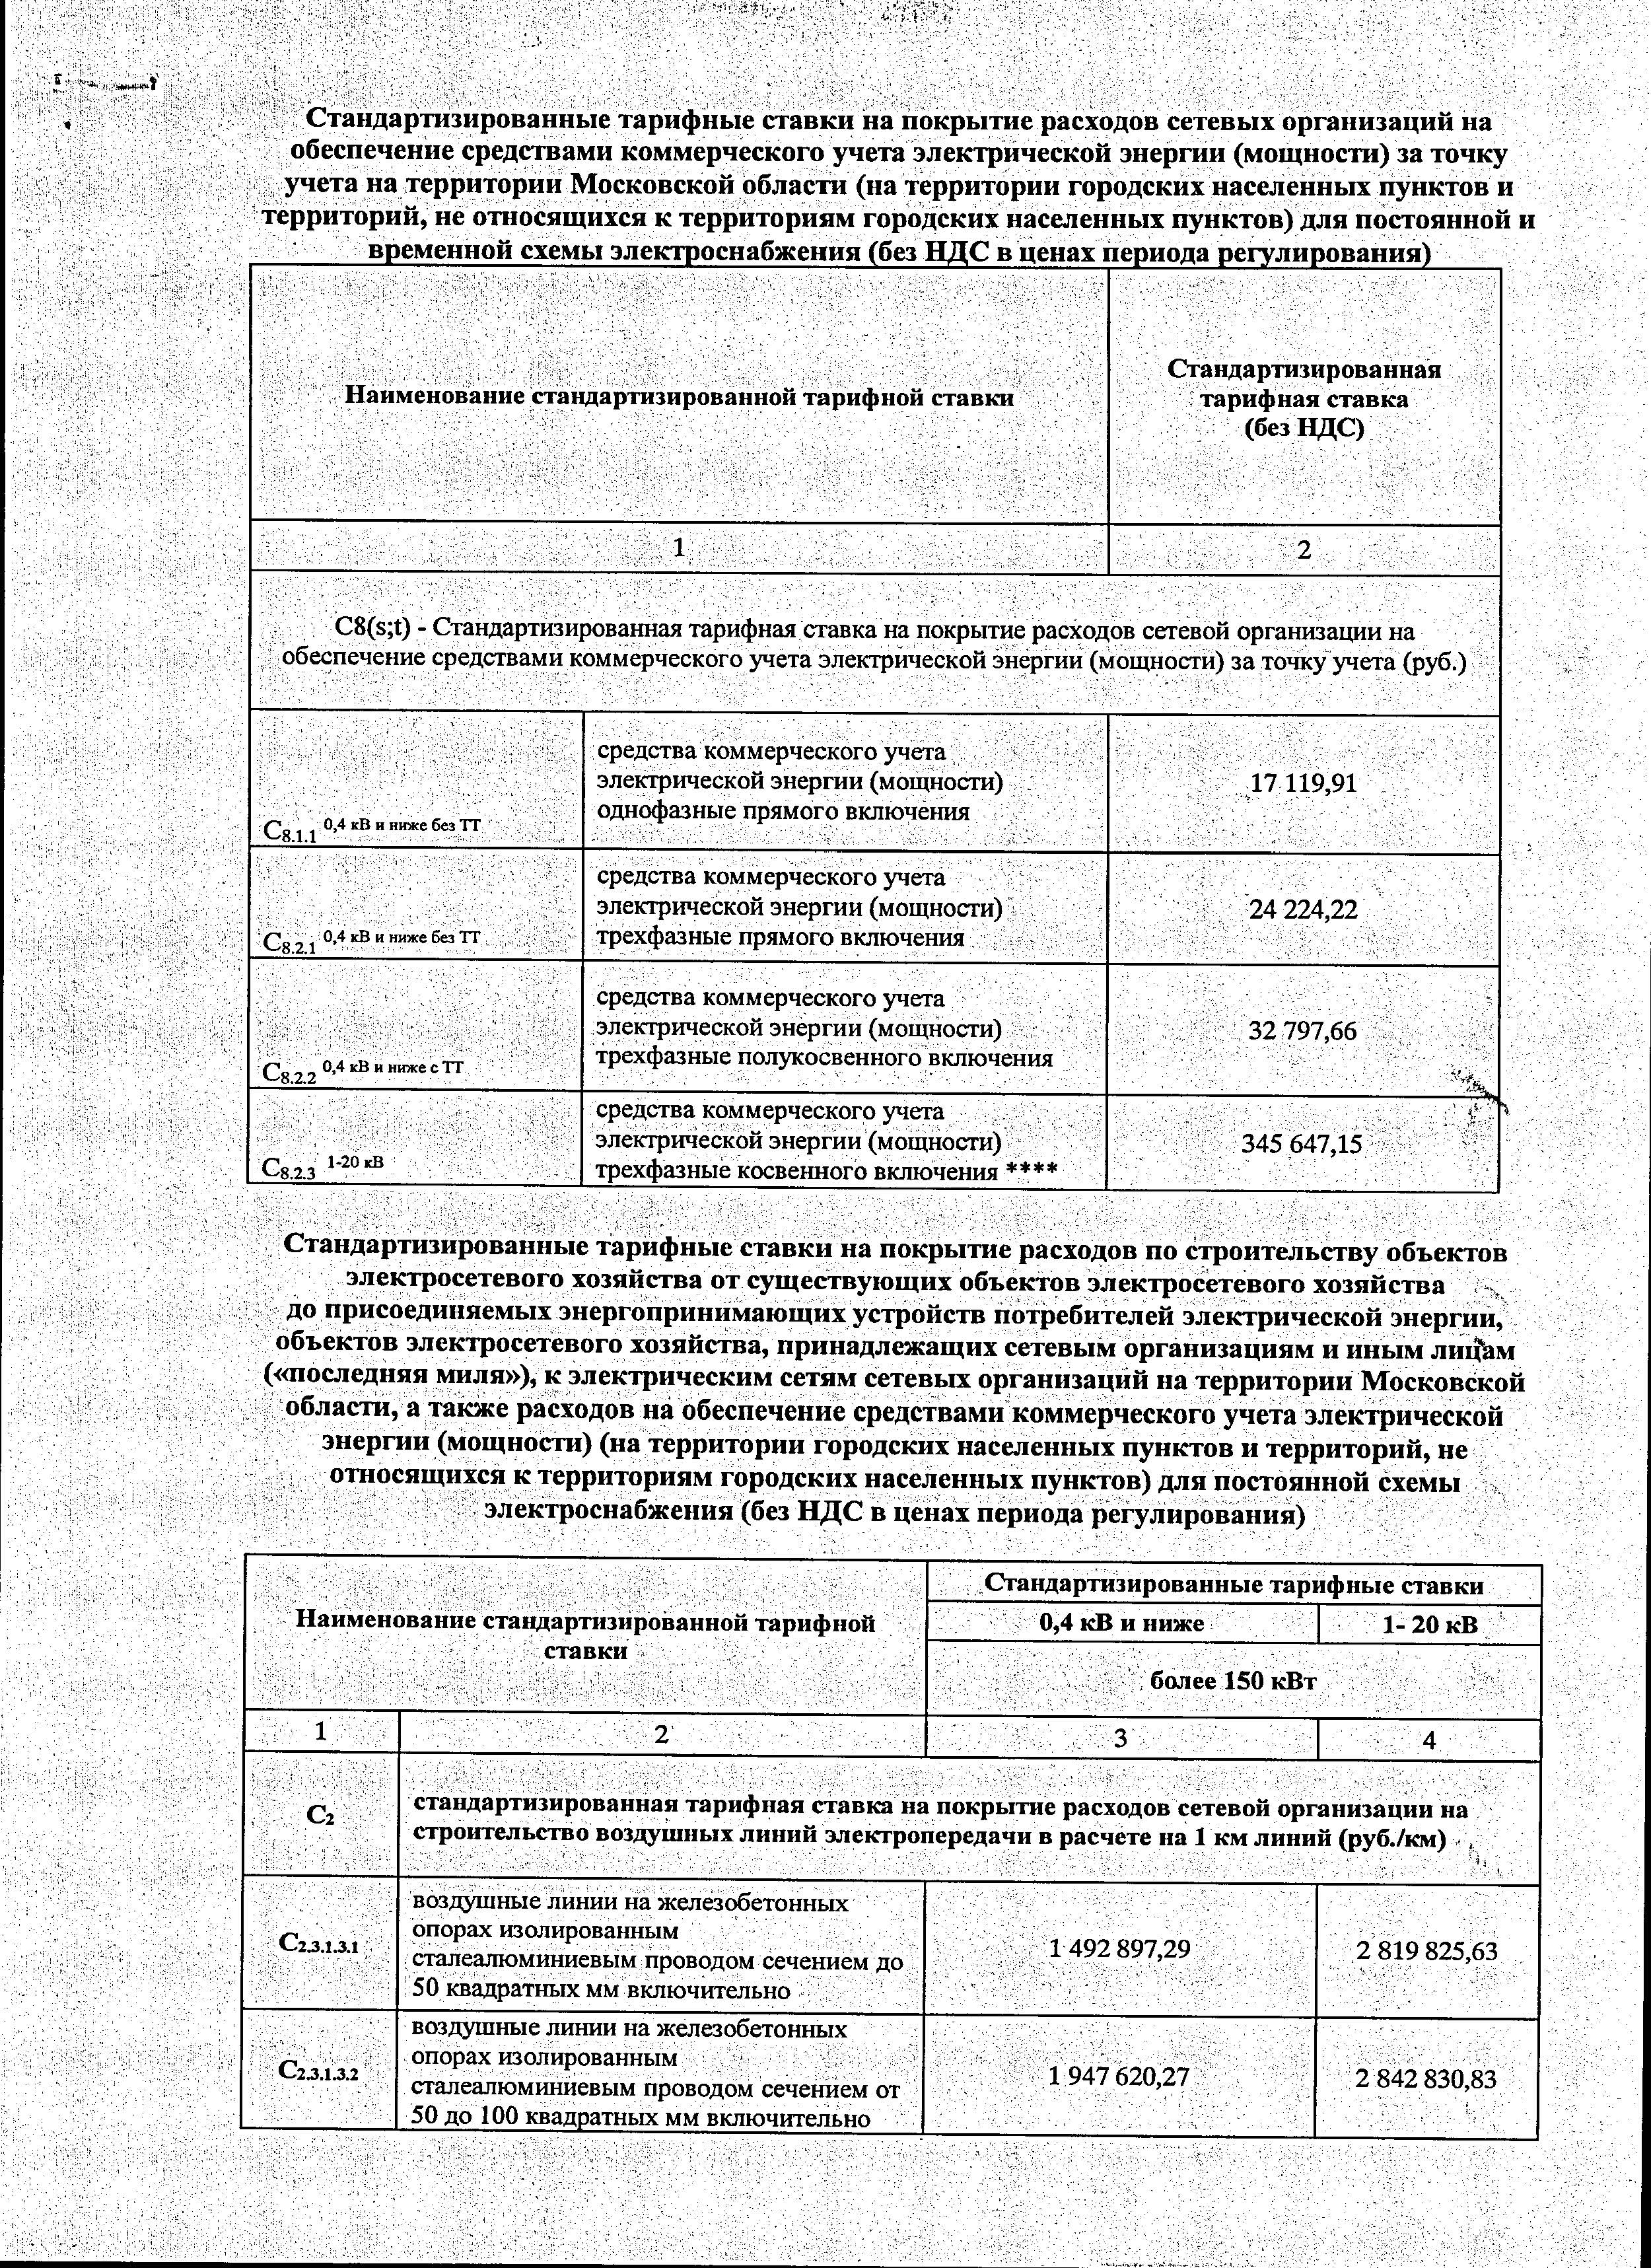 Стандартизированные тарифные ставки на покрытие расходов сетевых организаций на
обеспечение средствами коммерческого учета электрической энергии (мощности) за точку
учета на территории Московской области (на территории городских населенных пунктов и
территорий, не относящихся к территориям городских населенных пунктов) для постоянной и
временной схемы электроснабжения (без НДС в ценах периода регулирования)
Наименование стандартизированной тарифной ставки
Стандартизированная
тарифная ставка
(без НДС)
1
2
C8(s;t) - Стандартизированная тарифная ставка на покрытие расходов сетевой организации на
обеспечение средствами коммерческого учета электрической энергии (мощности) за точку учета (руб.)
C8.1.1 0,4 кВ и ниже без ТТ
средства коммерческого учета
электрической энергии (мощности)
однофазные прямого включения
17 119,91
C8.2.1 0,4 кВ и ниже без ТТ
средства коммерческого учета
электрической энергии (мощности)
трехфазные прямого включения
24 224,22
C8.2.2 0,4 кВ и ниже с ТТ
средства коммерческого учета
электрической энергии (мощности)
трехфазные полукосвенного включения
32 797,66
C8.2.3 1-20 кВ
средства коммерческого учета
электрической энергии (мощности)
трехфазные косвенного включения ****
345 647,15
Стандартизированные тарифные ставки на покрытие расходов по строительству объектов
электросетевого хозяйства от существующих объектов электросетевого хозяйства
до присоединяемых энергопринимающих устройств потребителей электрической энергии,
объектов электросетевого хозяйства, принадлежащих сетевым организациям и иным лицам
(«последняя миля»), к электрическим сетям сетевых организаций на территории Московской
области, а также расходов на обеспечение средствами коммерческого учета электрической
энергии (мощности) (на территории городских населенных пунктов и территорий, не
относящихся к территориям городских населенных пунктов) для постоянной схемы
электроснабжения (без НДС в ценах периода регулирования)
Наименование стандартизированной тарифной
ставки
Стандартизированные тарифные ставки
0,4 кВ и ниже
1- 20 кВ
более 150 кВт
1
2
3
4
C2
стандартизированная тарифная ставка на покрытие расходов сетевой организации на
строительство воздушных линий электропередачи в расчете на 1 км линий (руб./км)
C2.3.1.3.1
воздушные линии на железобетонных
опорах изолированным
сталеалюминиевым проводом сечением до
50 квадратных мм включительно
1 492 897,29
2 819 825,63
C2.3.1.3.2
воздушные линии на железобетонных
опорах изолированным
сталеалюминиевым проводом сечением от
50 до 100 квадратных мм включительно
1 947 620,27
2 842 830,83